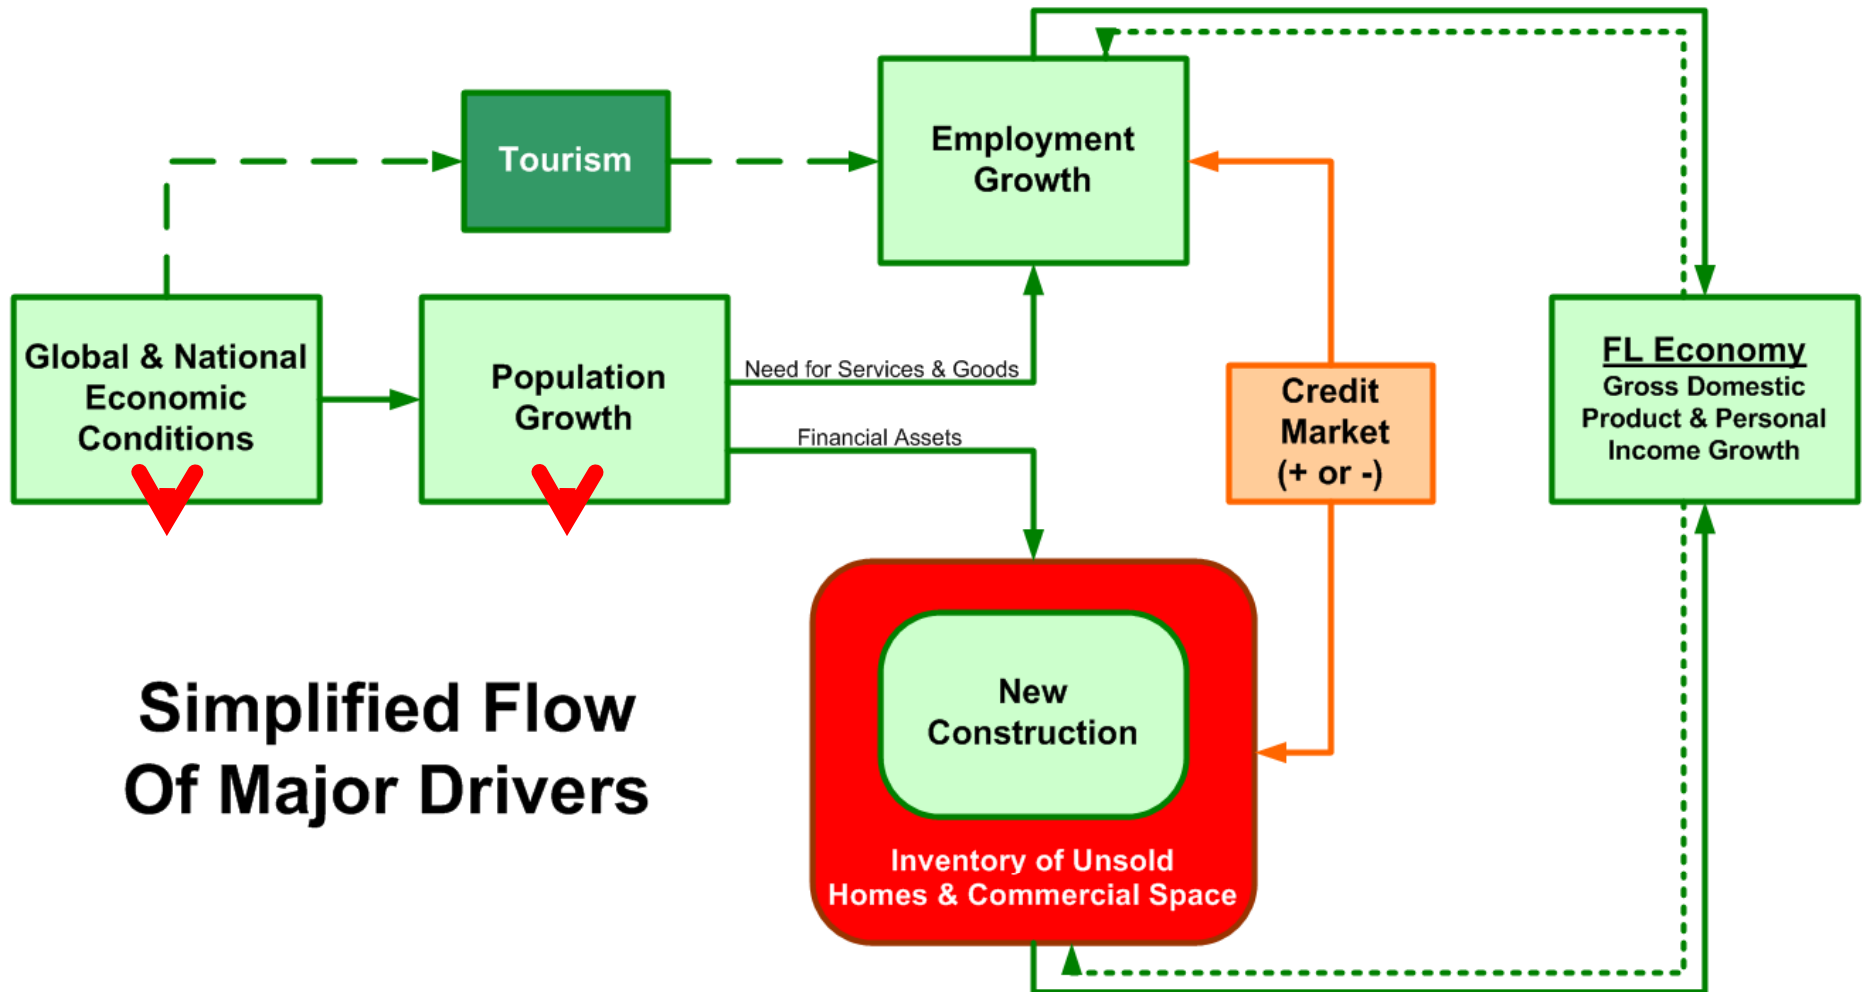 Tourism
Employment
Growth
Global & National
Economic
Conditions
Population
Growth
Need for Services & Goods
Financial Assets
Credit
Market
(+ or -)
FL Economy
Gross Domestic
Product & Personal
Income Growth
New
Construction
Inventory of Unsold
Homes & Commercial Space
Simplified Flow
Of Major Drivers